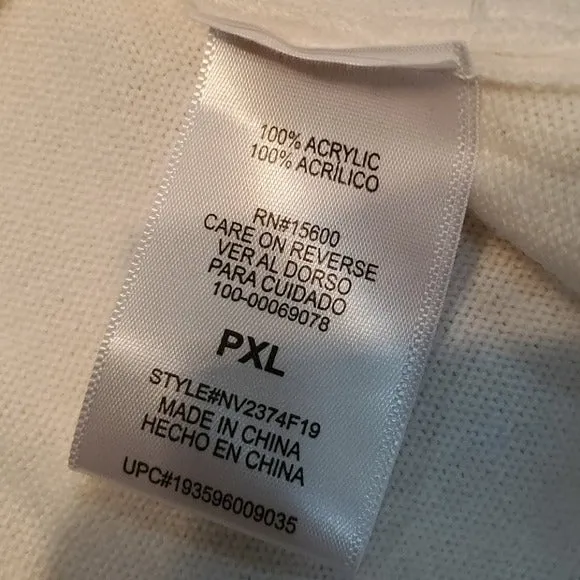 100% ACRYLIC
100% ACRÍLICO
RN#15600
CARE ON REVERSE
VER AL DORSO
PARA CUIDADO
100-00069078
PXL
STYLE#NV2374F19
MADE IN CHINA
HECHO EN CHINA
UPC#193596009035